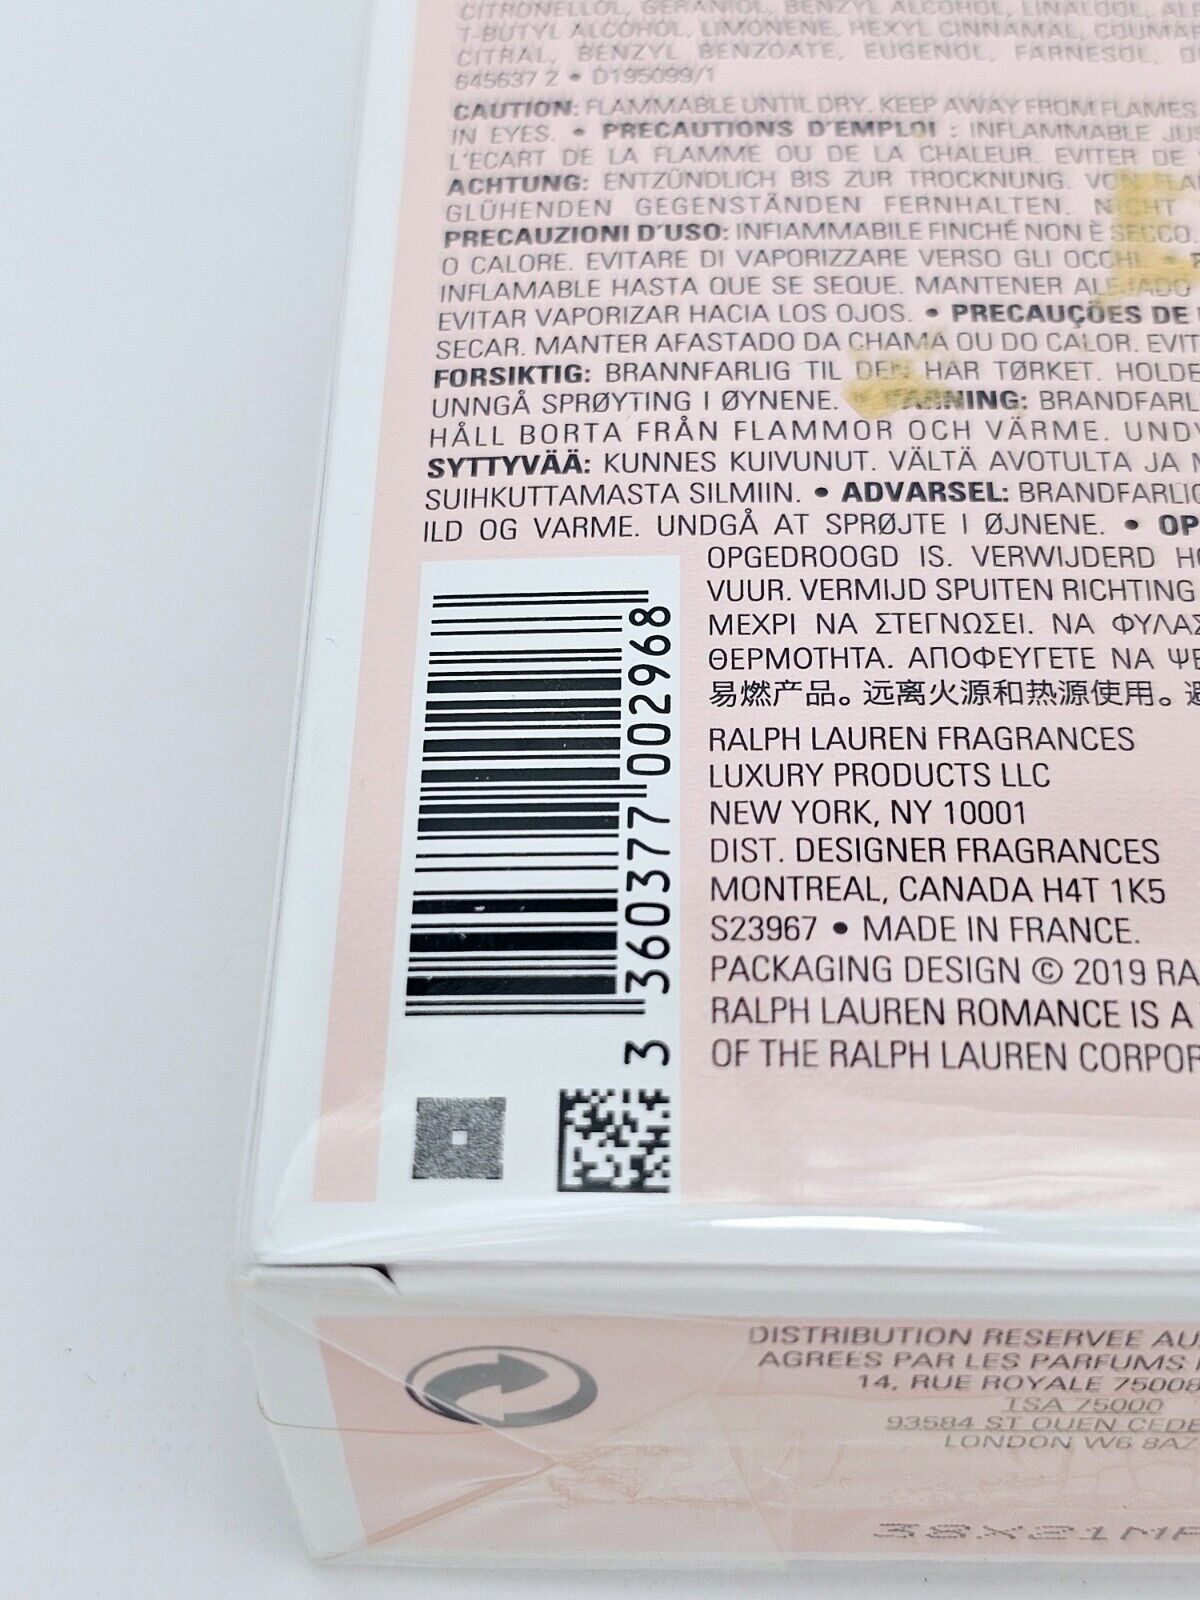 CITRONELLOL, GERANIOL, BENZYL ALCOHOL, LINALOOL,
T-BUTYL ALCOHOL, LIMONENE, HEXYL CINNAMAL,
CITRAL, BENZYL BENZOATE, EUGENOL, FARNESOL,
645637 2 • D195099/1
CAUTION: FLAMMABLE UNTIL DRY. KEEP AWAY FROM FLAMES
IN EYES. • PRECAUTIONS D'EMPLOI : INFLAMMABLE
L'ECART DE LA FLAMME OU DE LA CHALEUR. EVITER DE
ACHTUNG: ENTZÜNDLICH BIS ZUR TROCKNUNG. VON
GLÜHENDEN GEGENSTÄNDEN FERNHALTEN. NICHT
PRECAUZIONI D'USO: INFIAMMABILE FINCHÉ NON È SECCO.
O CALORE. EVITARE DI VAPORIZZARE VERSO GLI OCCHI. •
INFLAMABLE HASTA QUE SE SEQUE. MANTENER ALEJADO
EVITAR VAPORIZAR HACIA LOS OJOS. • PRECAUÇÕES DE
SECAR. MANTER AFASTADO DA CHAMA OU DO CALOR.
FORSIKTIG: BRANNFARLIG TIL DEN HAR TØRKET.
UNNGÅ SPRØYTING I ØYNENE. •
HÅLL BORTA FRÅN FLAMMOR OCH VÄRME.
SYTTYVÄÄ: KUNNES KUIVUNUT. VÄLTÄ AVOTULTA JA
SUIHKUTTAMASTA SILMIIN. • ADVARSEL:
ILD OG VARME. UNDGÅ AT SPRØJTE I ØJNENE. •
OPGEDROOGD IS. VERWIJDERD
VUUR. VERMIJD SPUITEN RICHTING
ΜΕΧΡΙ ΝΑ ΣΤΕΓΝΩΣΕΙ. ΝΑ
ΘΕΡΜΟΤΗΤΑ. ΑΠΟΦΕΥΓΕΤΕ ΝΑ
易燃产品。远离火源和热源使用。
RALPH LAUREN FRAGRANCES
LUXURY PRODUCTS LLC
NEW YORK, NY 10001
DIST. DESIGNER FRAGRANCES
MONTREAL, CANADA H4T 1K5
S23967 • MADE IN FRANCE.
PACKAGING DESIGN © 2019
RALPH LAUREN ROMANCE IS A
OF THE RALPH LAUREN
3 360377 002968
DISTRIBUTION RESERVEE
AGREES PAR LES PARFUMS
14, RUE ROYALE 75008
TSA 75000
93584 ST OUEN
LONDON W6